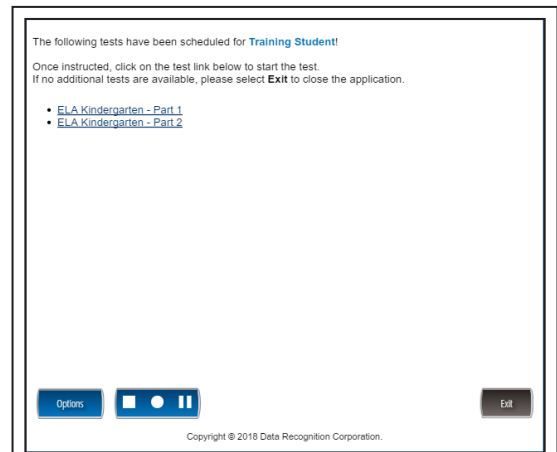 The following tests have been scheduled for Training Student!
Once instructed, click on the test link below to start the test.
If no additional tests are available, please select Exit to close the application.
• ELA Kindergarten - Part 1
• ELA Kindergarten - Part 2
Options Exit
Copyright © 2018 Data Recognition Corporation.